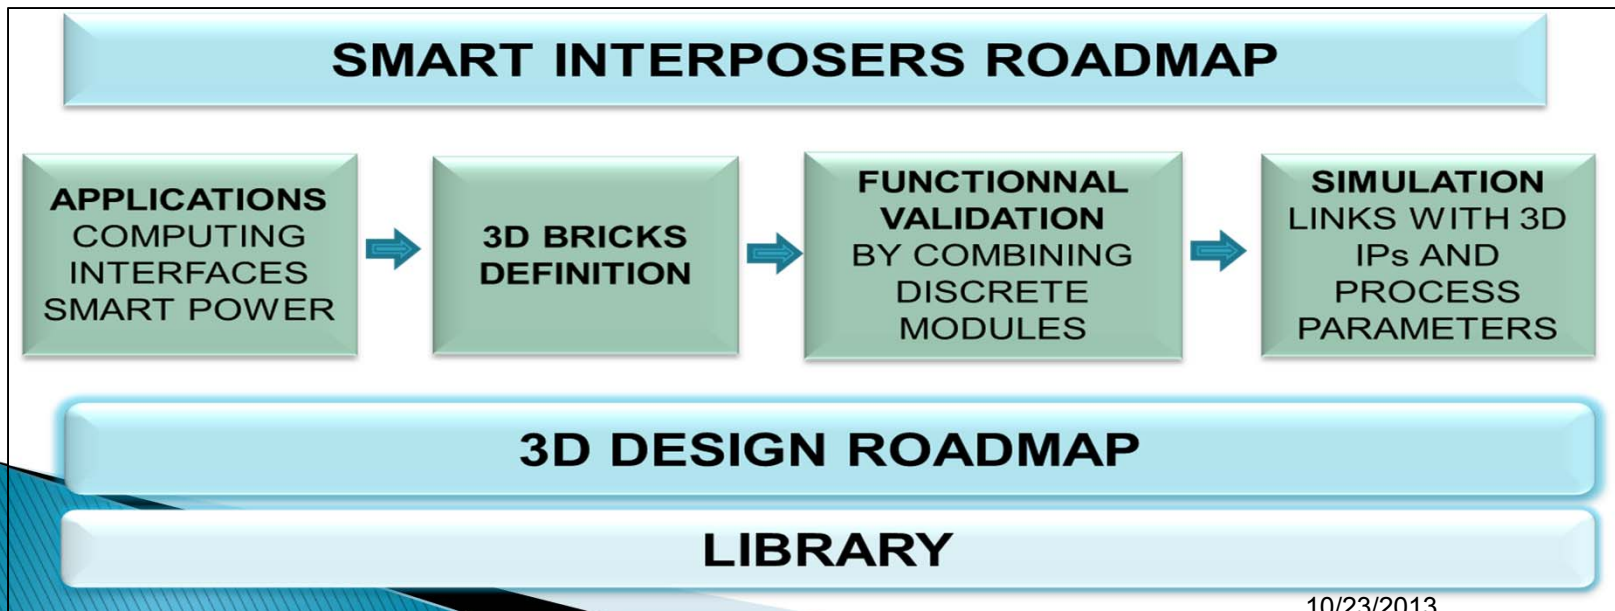 SMART INTERPOSERS ROADMAP
APPLICATIONS
COMPUTING
INTERFACES
SMART POWER
3D BRICKS
DEFINITION
FUNCTIONNAL
VALIDATION
BY COMBINING
DISCRETE
MODULES
SIMULATION
LINKS WITH 3D
IPs AND
PROCESS
PARAMETERS
3D DESIGN ROADMAP
LIBRARY
10/23/2013